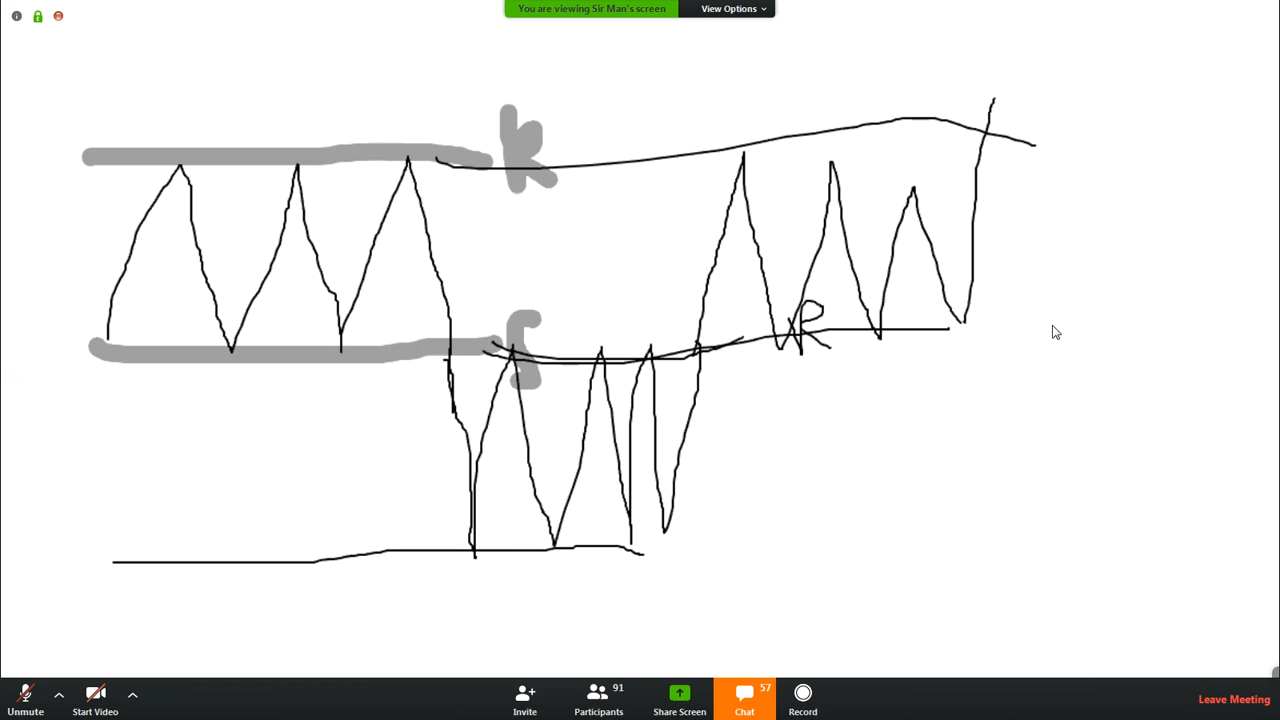 You are viewing Sir Man's screen View Options
R
R
Unmute Start Video Invite Participants 91 Share Screen Chat 57 Record Leave Meeting